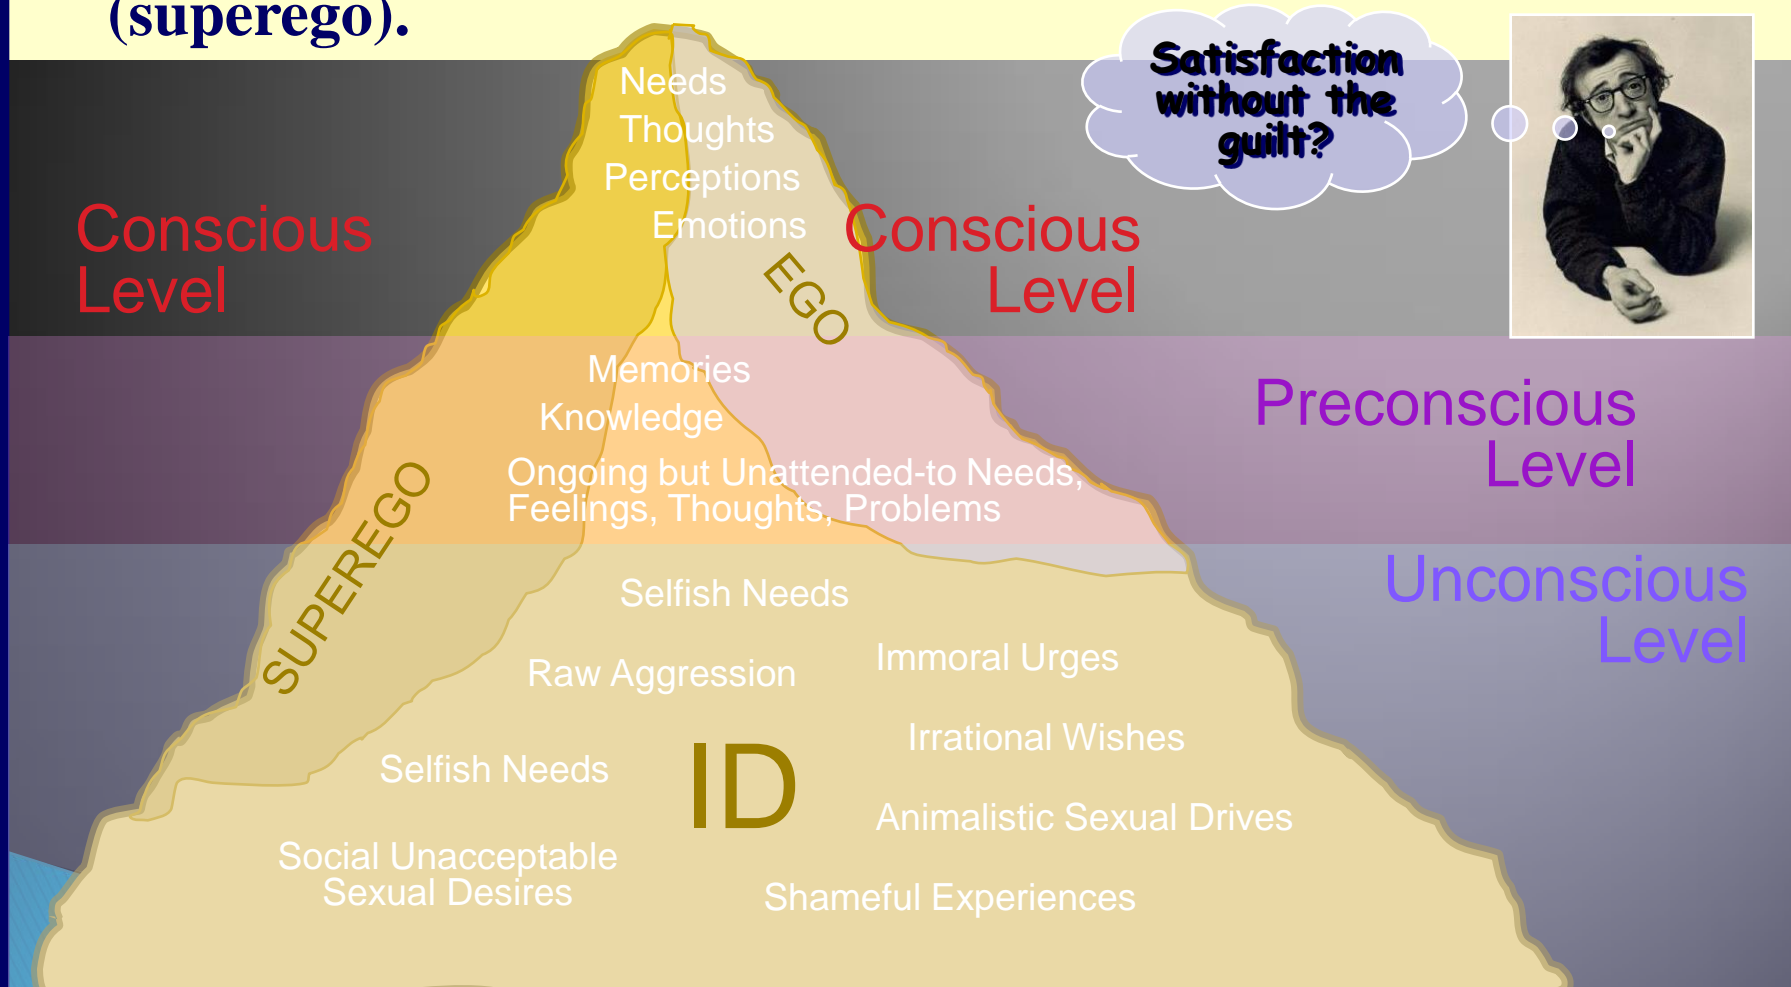 (superego).
Satisfaction
without the
guilt?
Needs
Thoughts
Perceptions
Emotions
Conscious
Level
Conscious
Level
EGO
Memories
Knowledge
Ongoing but Unattended-to Needs,
Feelings, Thoughts, Problems
Preconscious
Level
SUPEREGO
Unconscious
Level
Selfish Needs
Immoral Urges
Raw Aggression
Irrational Wishes
ID
Selfish Needs
Animalistic Sexual Drives
Social Unacceptable
Sexual Desires
Shameful Experiences